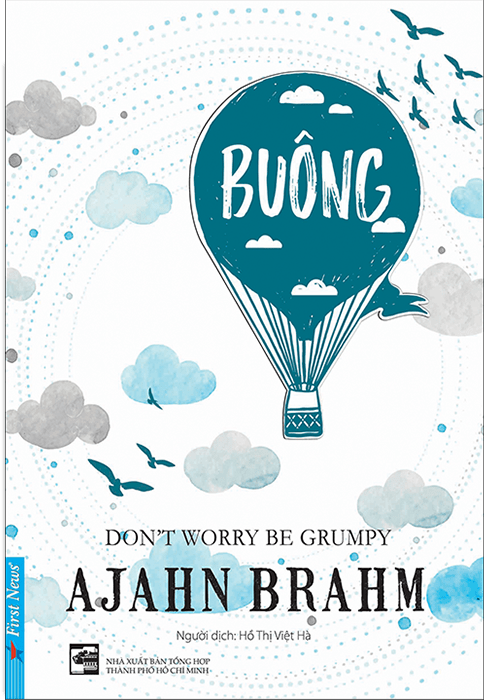 BUÔNG
DON'T WORRY BE GRUMPY
AJAHN BRAHM
Người dịch: Hồ Thị Việt Hà
NHÀ XUẤT BẢN TỔNG HỢP
THÀNH PHỐ HỒ CHÍ MINH
First News®